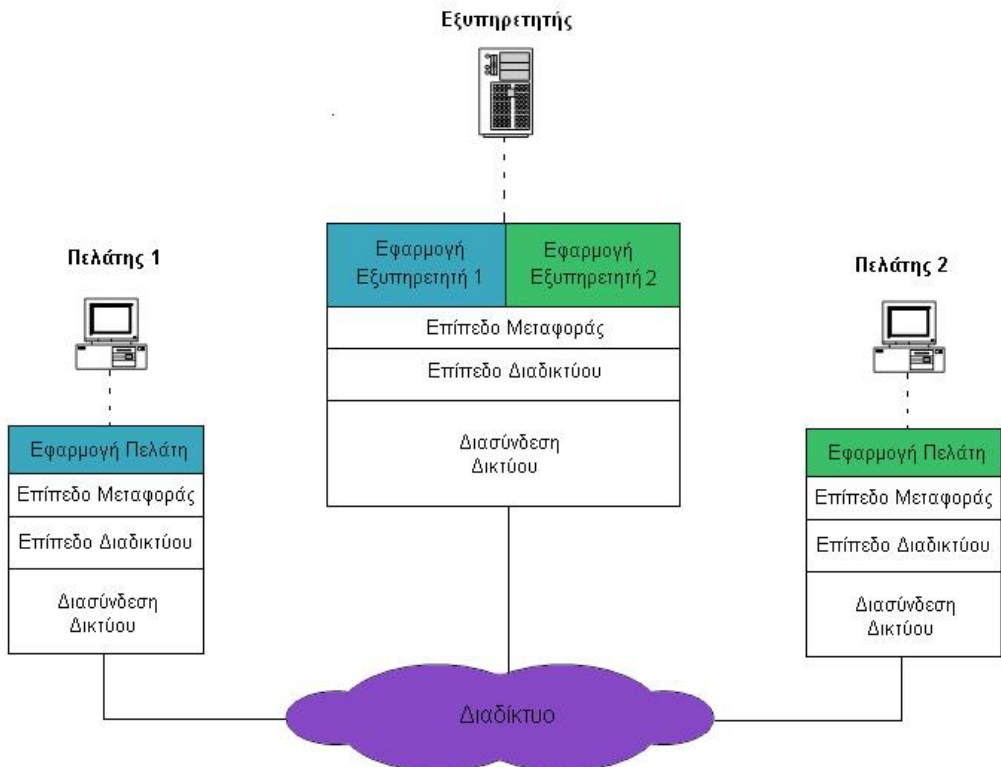 Εξυπηρετητής
Πελάτης 1
Εφαρμογή
Εξυπηρετητή 1
Εφαρμογή
Εξυπηρετητή 2
Πελάτης 2
Επίπεδο Μεταφοράς
Επίπεδο Διαδικτύου
Διασύνδεση
Δικτύου
Εφαρμογή Πελάτη
Επίπεδο Μεταφοράς
Επίπεδο Διαδικτύου
Διασύνδεση
Δικτύου
Εφαρμογή Πελάτη
Επίπεδο Μεταφοράς
Επίπεδο Διαδικτύου
Διασύνδεση
Δικτύου
Διαδίκτυο